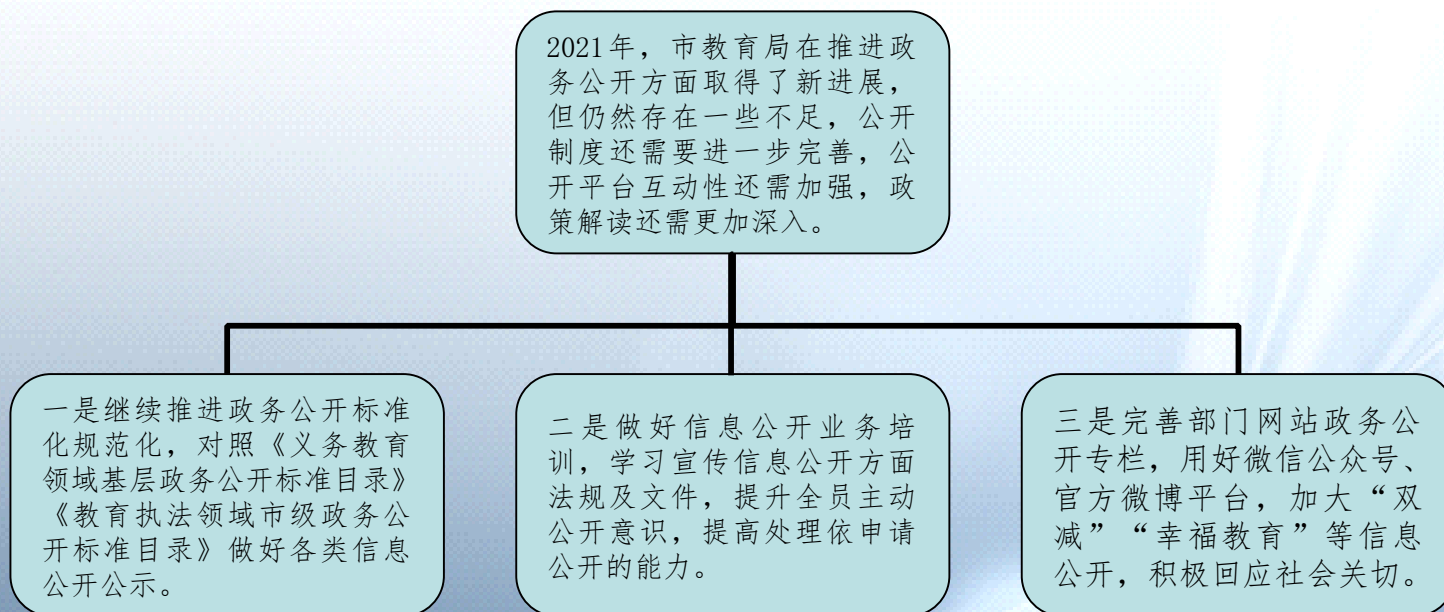 2021年，市教育局在推进政
务公开方面取得了新进展，
但仍然存在一些不足，公开
制度还需要进一步完善，公
开平台互动性还需加强，政
策解读还需更加深入。
一是继续推进政务公开标准
化规范化，对照《义务教育
领域基层政务公开标准目录》
《教育执法领域市级政务公
开标准目录》做好各类信息
公开公示。
二是做好信息公开业务培
训，学习宣传信息公开方面
法规及文件，提升全员主动
公开意识，提高处理依申请
公开的能力。
三是完善部门网站政务公
开专栏，用好微信公众号、
官方微博平台，加大“双
减”“幸福教育”等信息
公开，积极回应社会关切。